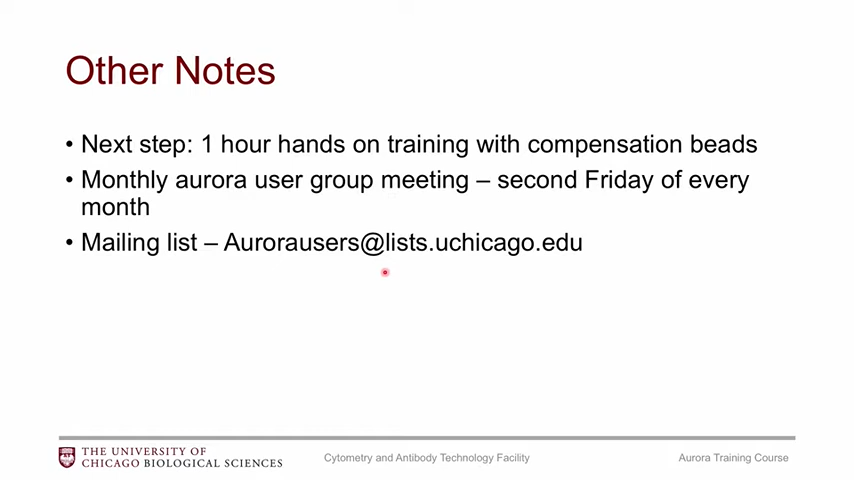 Other Notes
• Next step: 1 hour hands on training with compensation beads
• Monthly aurora user group meeting – second Friday of every
month
• Mailing list – Aurorausers@lists.uchicago.edu
THE UNIVERSITY OF
CHICAGO BIOLOGICAL SCIENCES
Cytometry and Antibody Technology Facility
Aurora Training Course